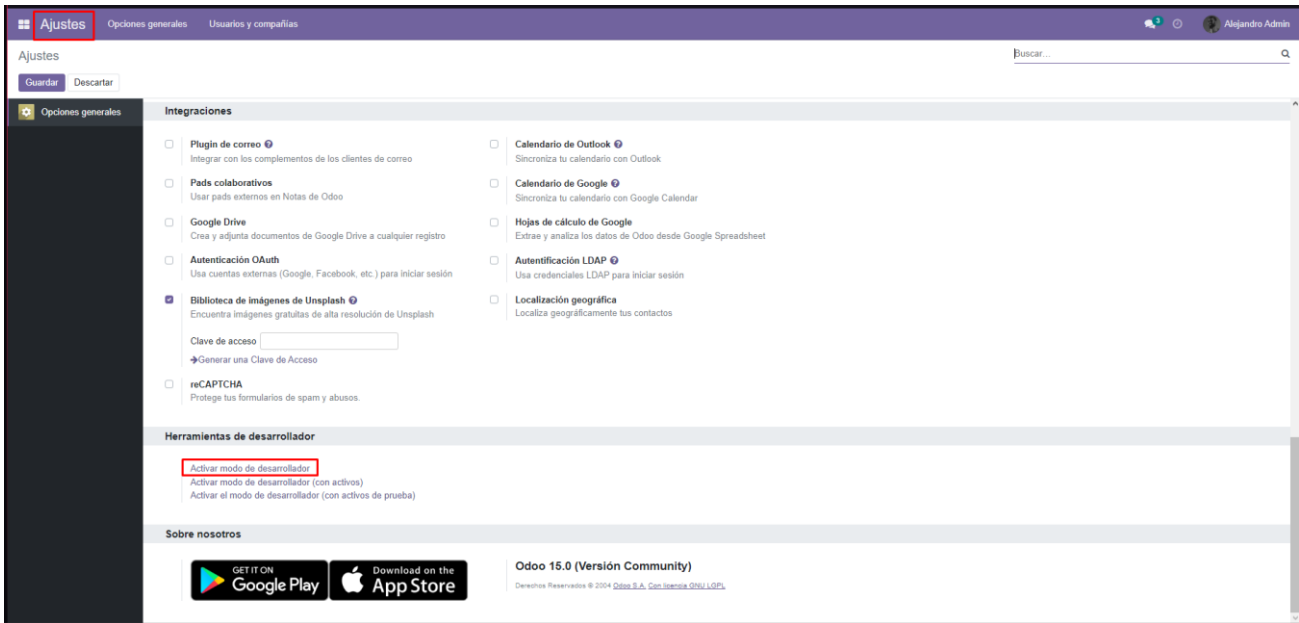 Ajustes Opciones generales Usuarios y compañías 3 Alejandro Admin
Ajustes Buscar...
Guardar Descartar
Opciones generales
Integraciones
Plugin de correo
Integrar con los complementos de los clientes de correo
Calendario de Outlook
Sincroniza tu calendario con Outlook
Pads colaborativos
Usar pads externos en Notas de Odoo
Calendario de Google
Sincroniza tu calendario con Google Calendar
Google Drive
Crea y adjunta documentos de Google Drive a cualquier registro
Hojas de cálculo de Google
Extrae y analiza los datos de Odoo desde Google Spreadsheet
Autenticación OAuth
Usa cuentas externas (Google, Facebook, etc.) para iniciar sesión
Autentificación LDAP
Usa credenciales LDAP para iniciar sesión
Biblioteca de imágenes de Unsplash
Encuentra imágenes gratuitas de alta resolución de Unsplash
Localización geográfica
Localiza geográficamente tus contactos
Clave de acceso
Generar una Clave de Acceso
reCAPTCHA
Protege tus formularios de spam y abusos.
Herramientas de desarrollador
Activar modo de desarrollador
Activar modo de desarrollador (con activos)
Activar el modo de desarrollador (con activos de prueba)
Sobre nosotros
GET IT ON
Google Play
Download on the
App Store
Odoo 15.0 (Versión Community)
Derechos Reservados © 2004 Odoo S.A. Con licencia GNU LGPL